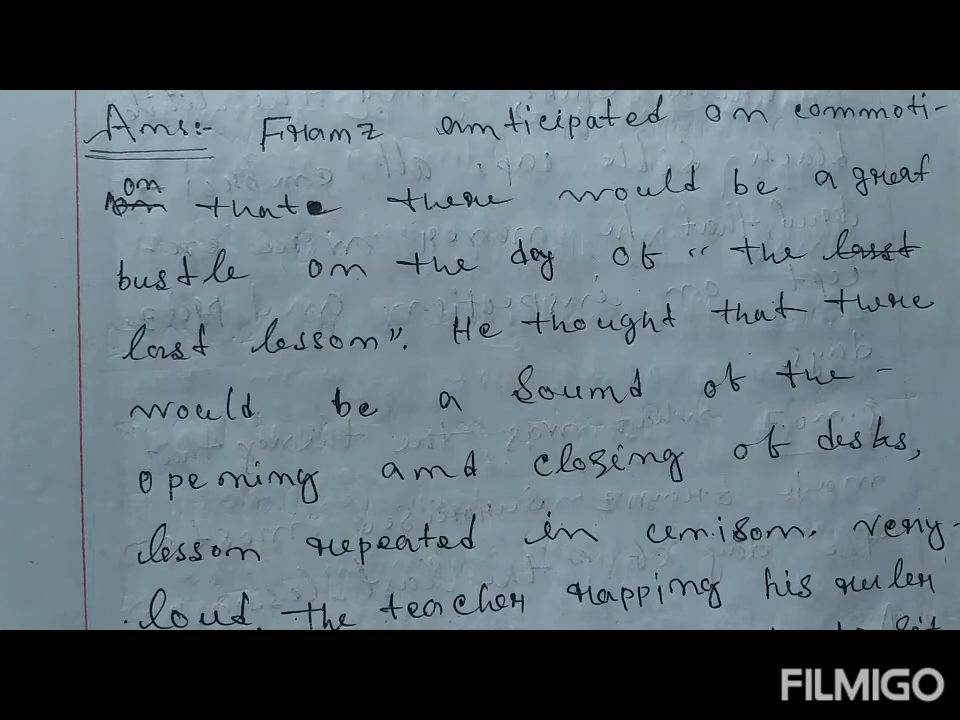 Ans:- Franz anticipated on commoti-
on that there would be a great
bustle on the day of "the last
last lesson". He thought that there
would be a sound of the -
opening and closing of desks,
lesson repeated in unison. very-
loud. The teacher rapping his ruler
FILMIGO